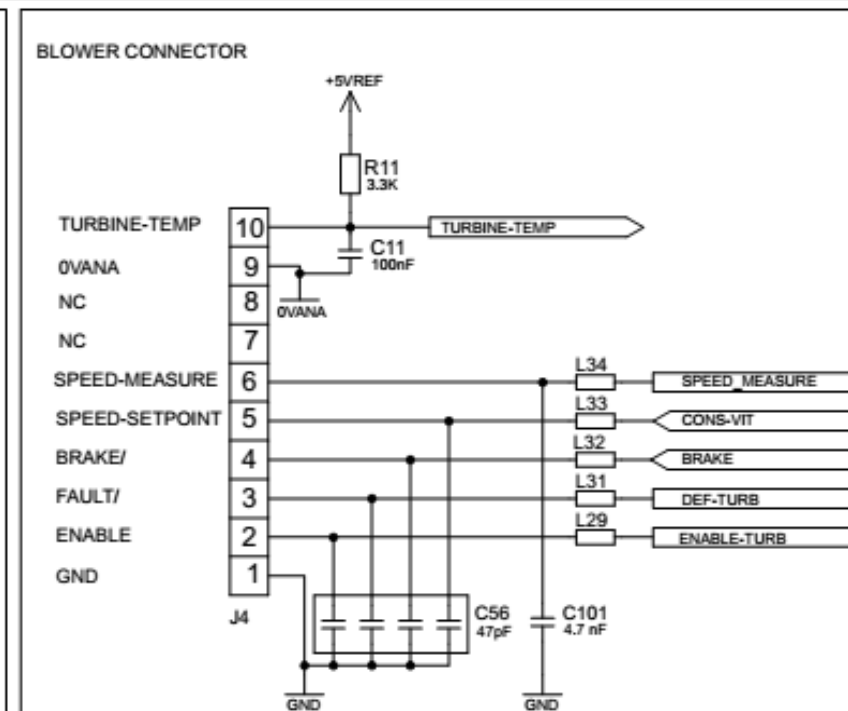 BLOWER CONNECTOR
+5VREF
R11
3.3K
TURBINE-TEMP 10 TURBINE-TEMP
C11
100nF
0VANA 9
0VANA
NC 8
NC 7
L34
SPEED-MEASURE 6 SPEED_MEASURE
L33
SPEED-SETPOINT 5 CONS-VIT
L32
BRAKE/ 4 BRAKE
L31
FAULT/ 3 DEF-TURB
L29
ENABLE 2 ENABLE-TURB
GND 1
J4
C56
47pF
C101
4.7 nF
GND GND